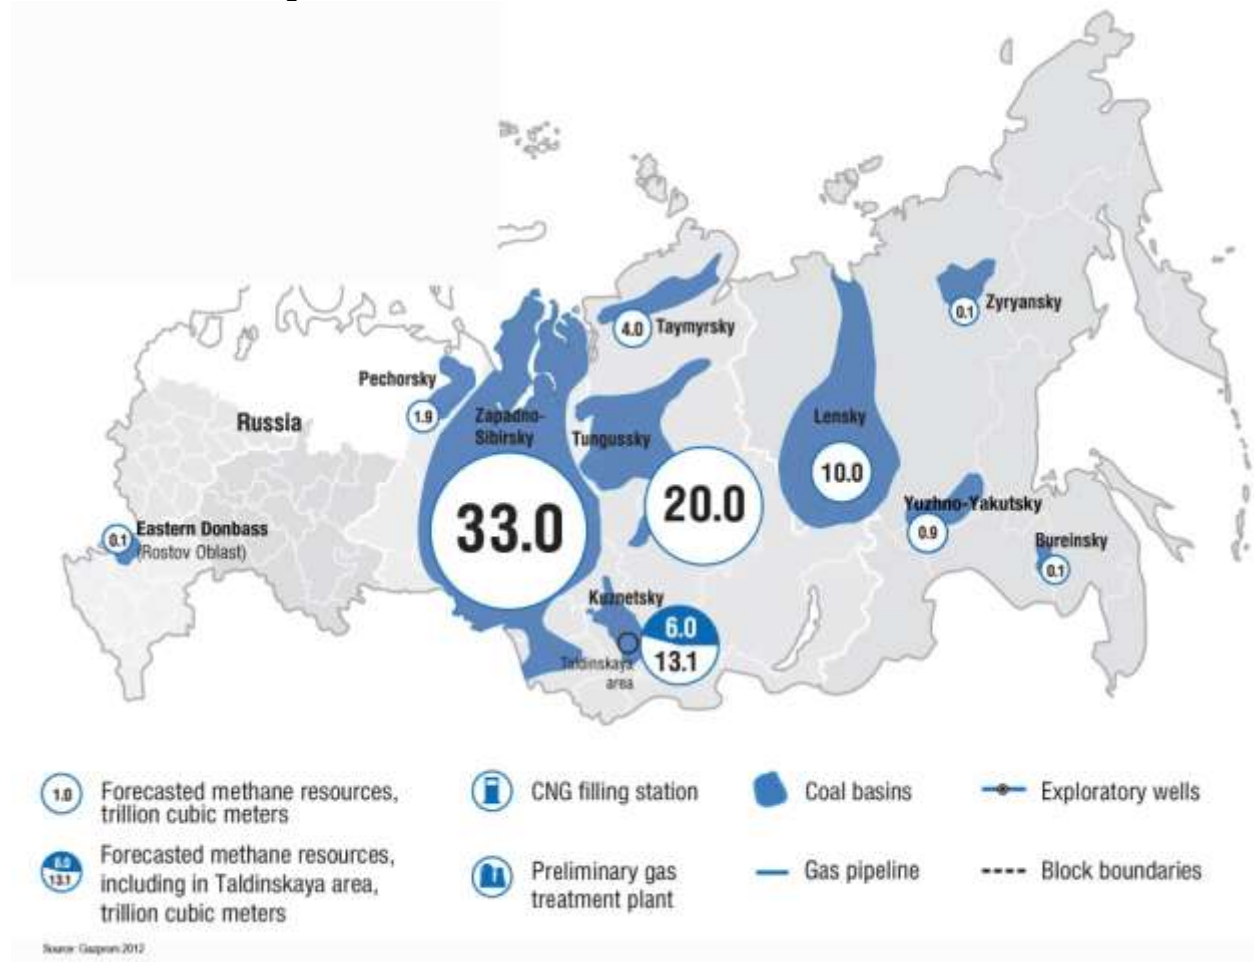 4.0 Taymyrsky
0.1 Zyryansky
Pechorsky
1.9
Russia
Zapadno-
Sibirsky
33.0
Tungussky
20.0
Lensky
10.0
Yuzhno-Yakutsky
0.9
Bureinsky
0.1
0.1 Eastern Donbass
(Rostov Oblast)
Kuznetsky
6.0
13.1
Taldinskaya
area
1.0 Forecasted methane resources,
trillion cubic meters
6.0
13.1
Forecasted methane resources,
including in Taldinskaya area,
trillion cubic meters
CNG filling station
Preliminary gas
treatment plant
Coal basins
Gas pipeline
Exploratory wells
Block boundaries
Source: Gazprom 2012